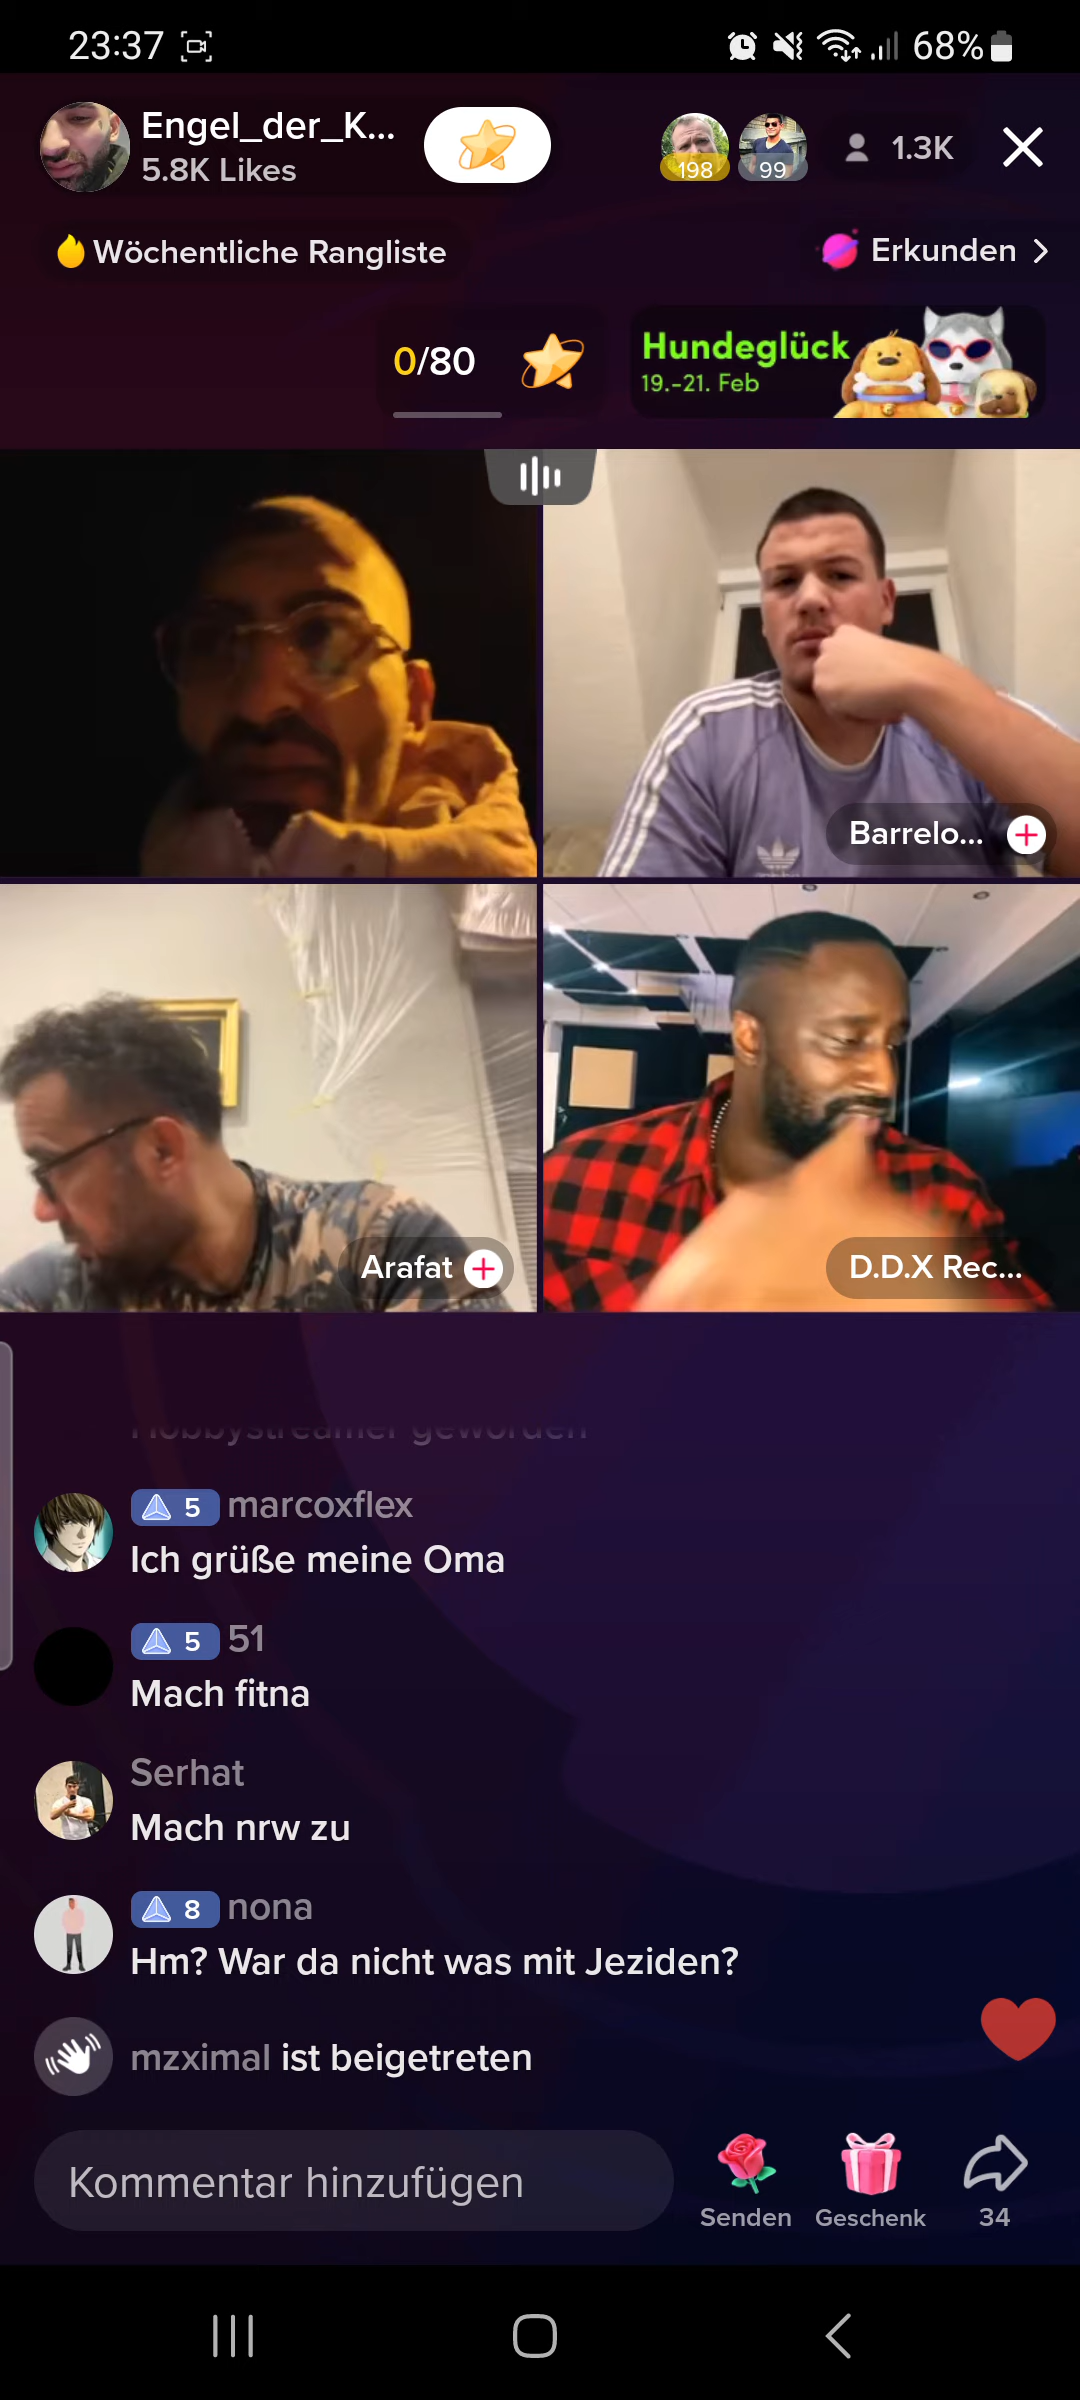 23:37
68%
Engel_der_K...
5.8K Likes
198
99
1.3K
Wöchentliche Rangliste
Erkunden
0/80
Hundeglück
19.-21. Feb
Barrelo...
Arafat
D.D.X Rec...
Hobbystreamer geworden
5 marcoxflex
Ich grüße meine Oma
5 51
Mach fitna
Serhat
Mach nrw zu
8 nona
Hm? War da nicht was mit Jeziden?
mzximal ist beigetreten
Kommentar hinzufügen
Senden
Geschenk
34